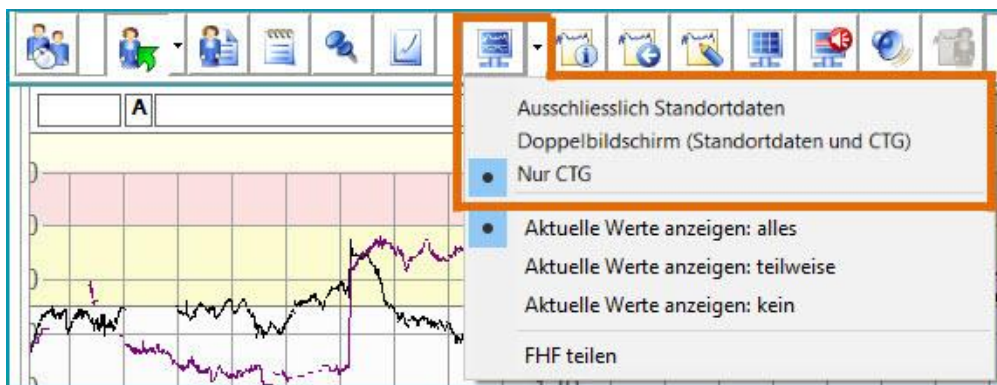 A
Ausschliesslich Standortdaten
Doppelbildschirm (Standortdaten und CTG)
Nur CTG
Aktuelle Werte anzeigen: alles
Aktuelle Werte anzeigen: teilweise
Aktuelle Werte anzeigen: kein
FHF teilen